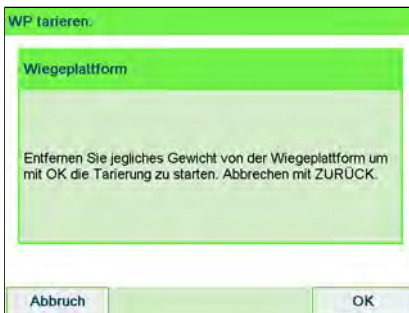 WP tarieren.
Wiegeplattform
Entfernen Sie jegliches Gewicht von der Wiegeplattform um
mit OK die Tarierung zu starten. Abbrechen mit ZURÜCK.
Abbruch
OK